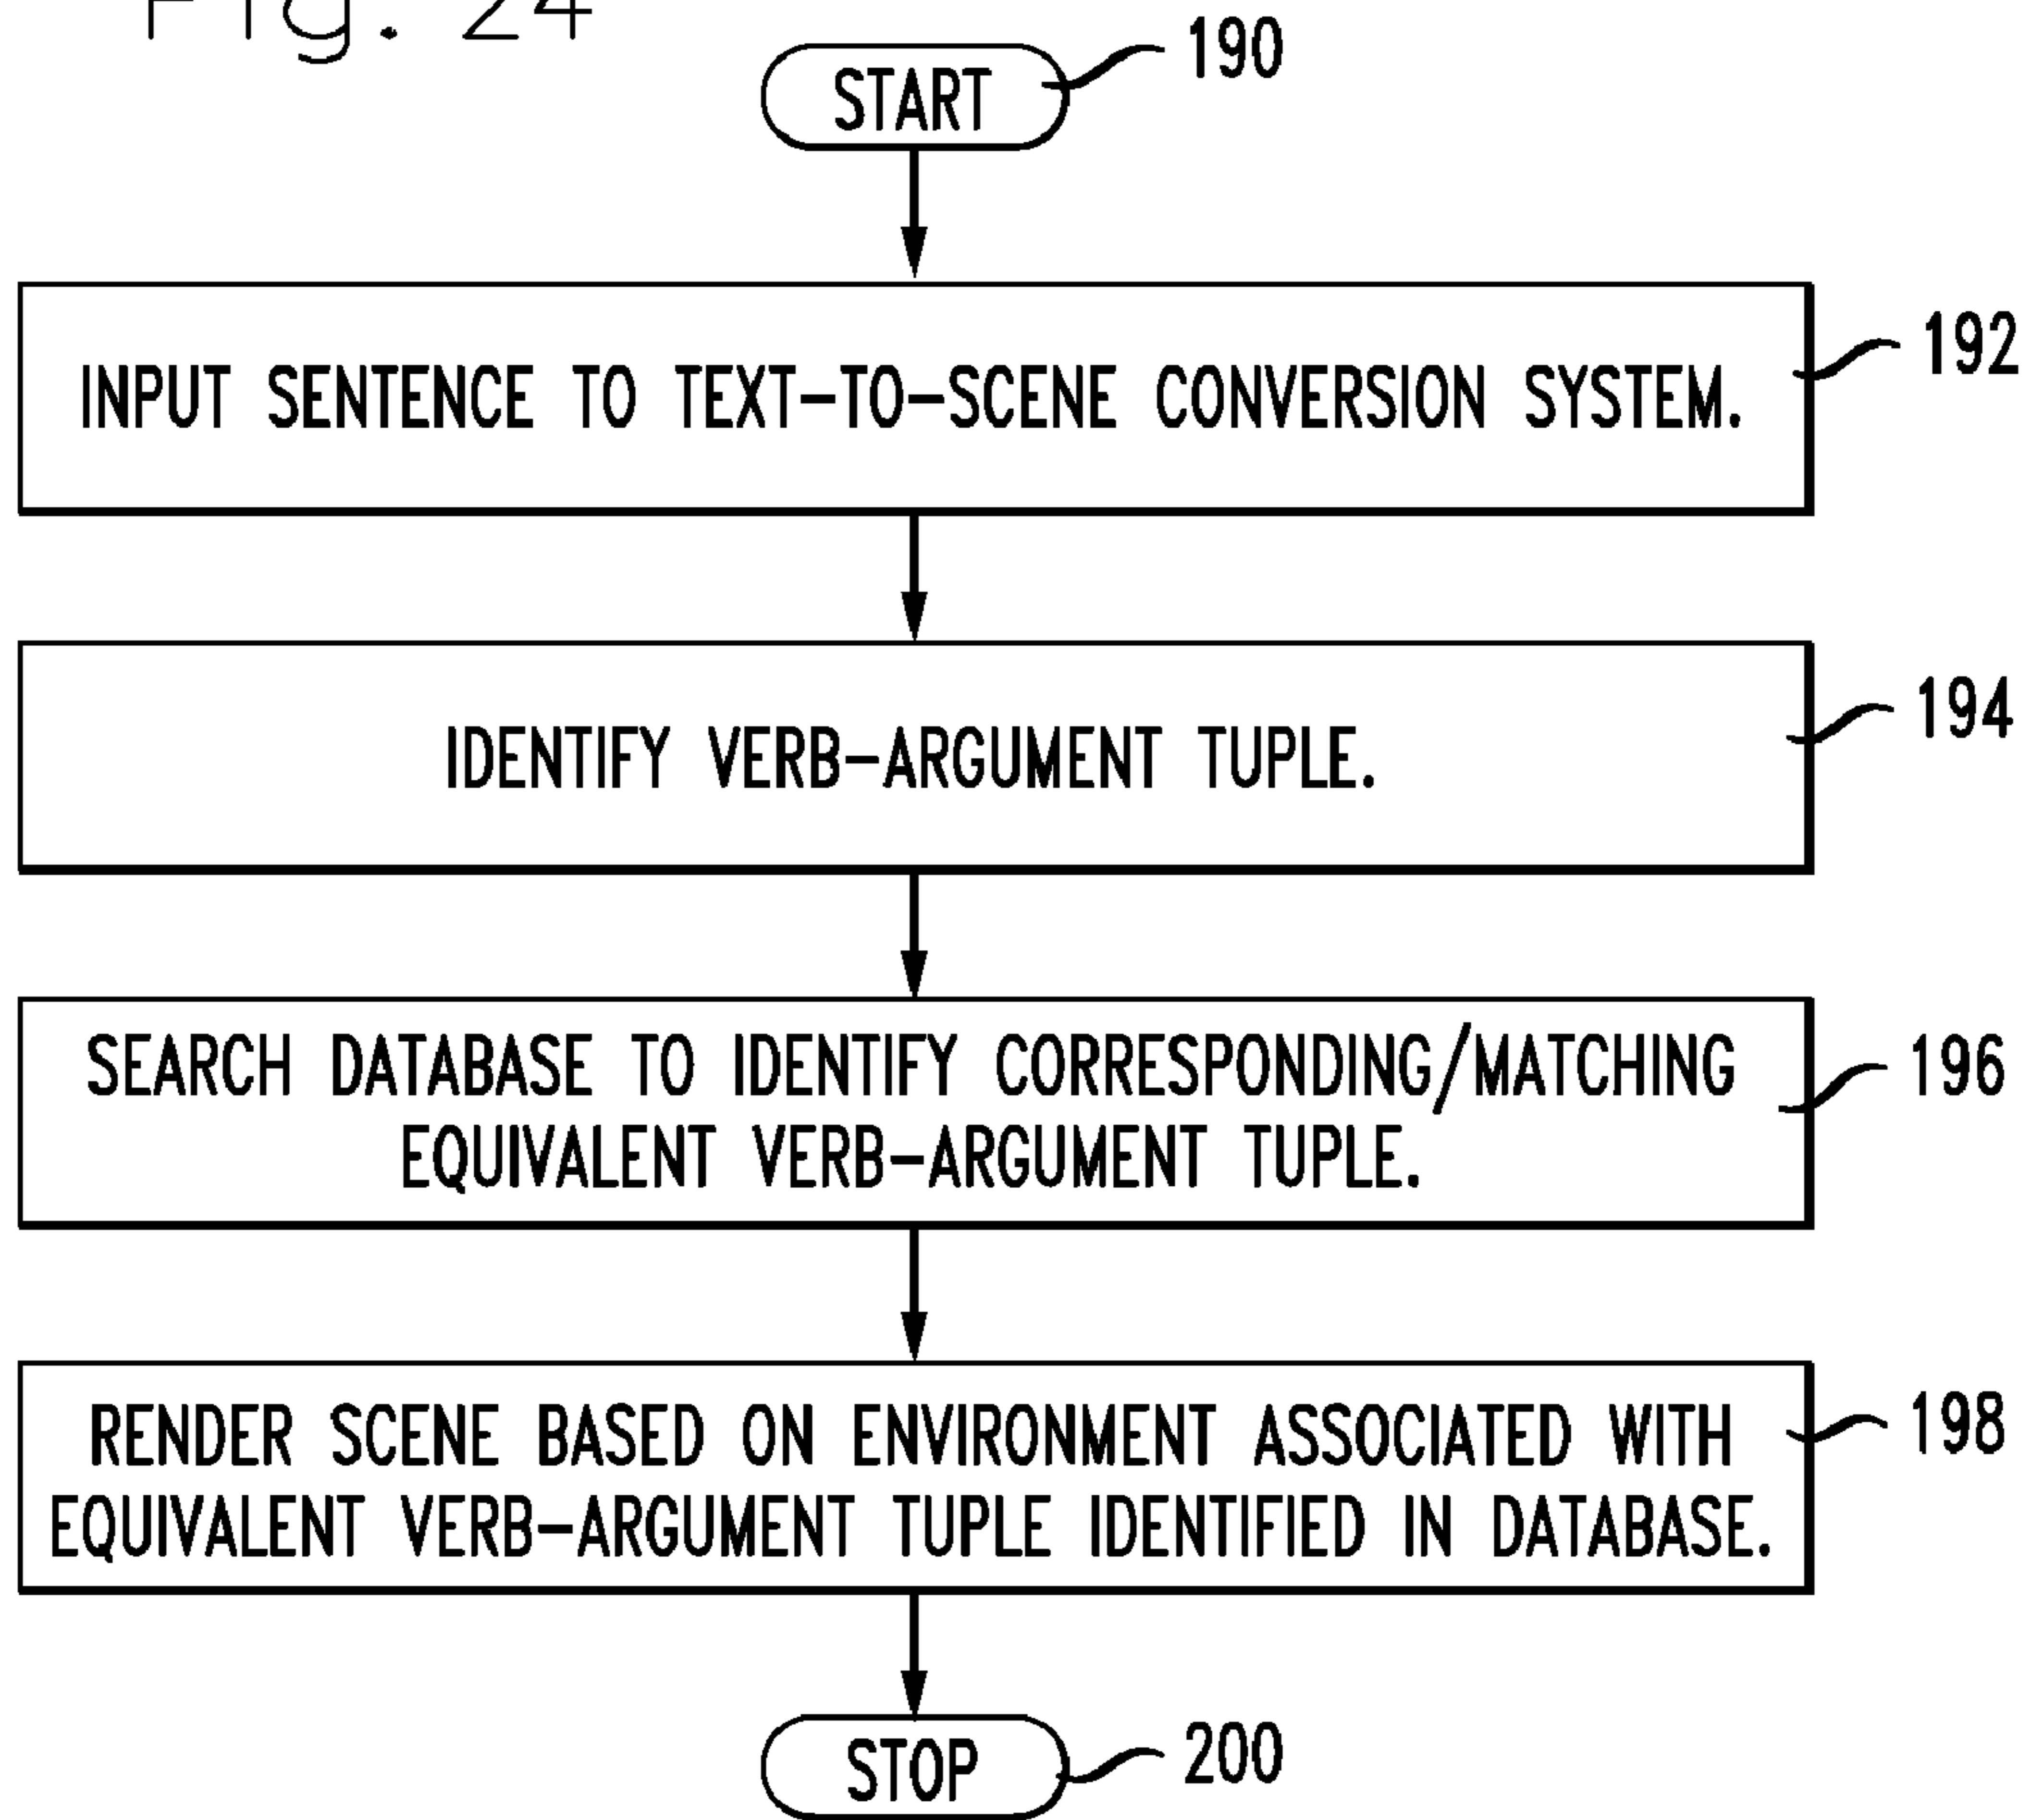 Fig. 24
START
190
INPUT SENTENCE TO TEXT-TO-SCENE CONVERSION SYSTEM.
192
IDENTIFY VERB-ARGUMENT TUPLE.
194
SEARCH DATABASE TO IDENTIFY CORRESPONDING/MATCHING
EQUIVALENT VERB-ARGUMENT TUPLE.
196
RENDER SCENE BASED ON ENVIRONMENT ASSOCIATED WITH
EQUIVALENT VERB-ARGUMENT TUPLE IDENTIFIED IN DATABASE.
198
STOP
200